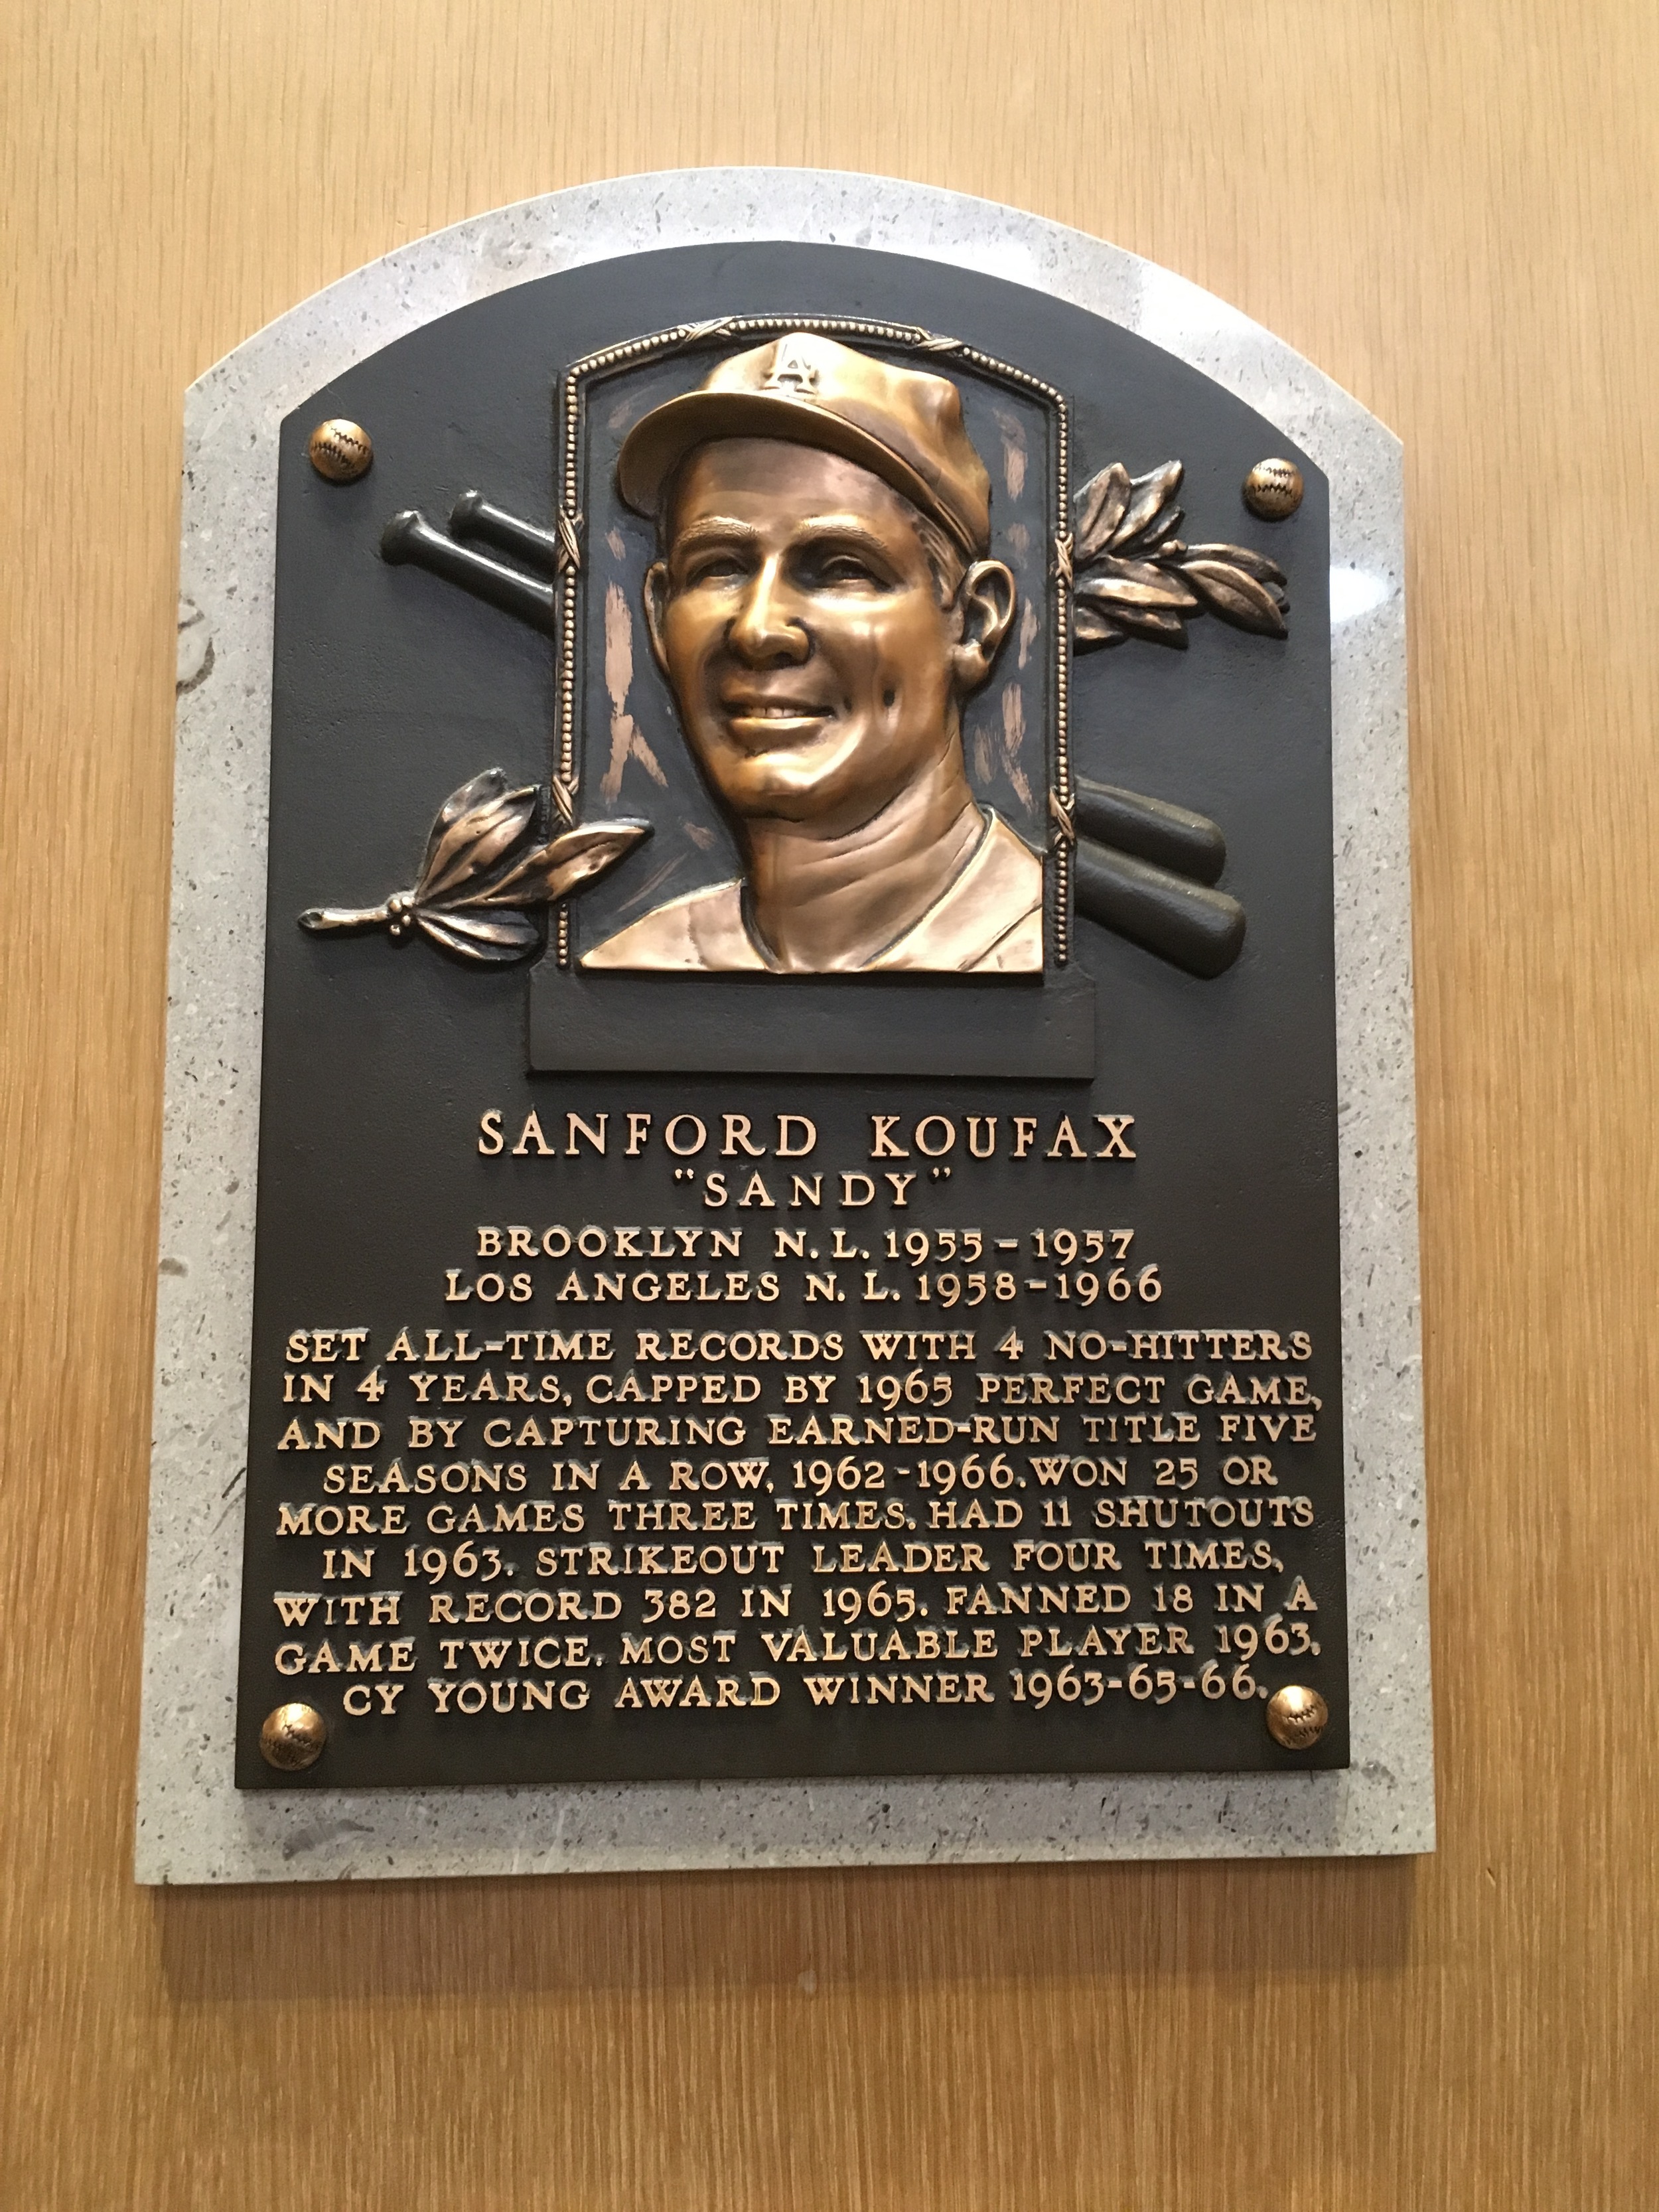 LA
SANFORD KOUFAX
"SANDY"
BROOKLYN N.L. 1955-1957
LOS ANGELES N.L. 1958-1966
SET ALL-TIME RECORDS WITH 4 NO-HITTERS
IN 4 YEARS, CAPPED BY 1965 PERFECT GAME,
AND BY CAPTURING EARNED-RUN TITLE FIVE
SEASONS IN A ROW, 1962-1966. WON 25 OR
MORE GAMES THREE TIMES. HAD 11 SHUTOUTS
IN 1963. STRIKEOUT LEADER FOUR TIMES,
WITH RECORD 382 IN 1965. FANNED 18 IN A
GAME TWICE. MOST VALUABLE PLAYER 1963.
CY YOUNG AWARD WINNER 1963-65-66.